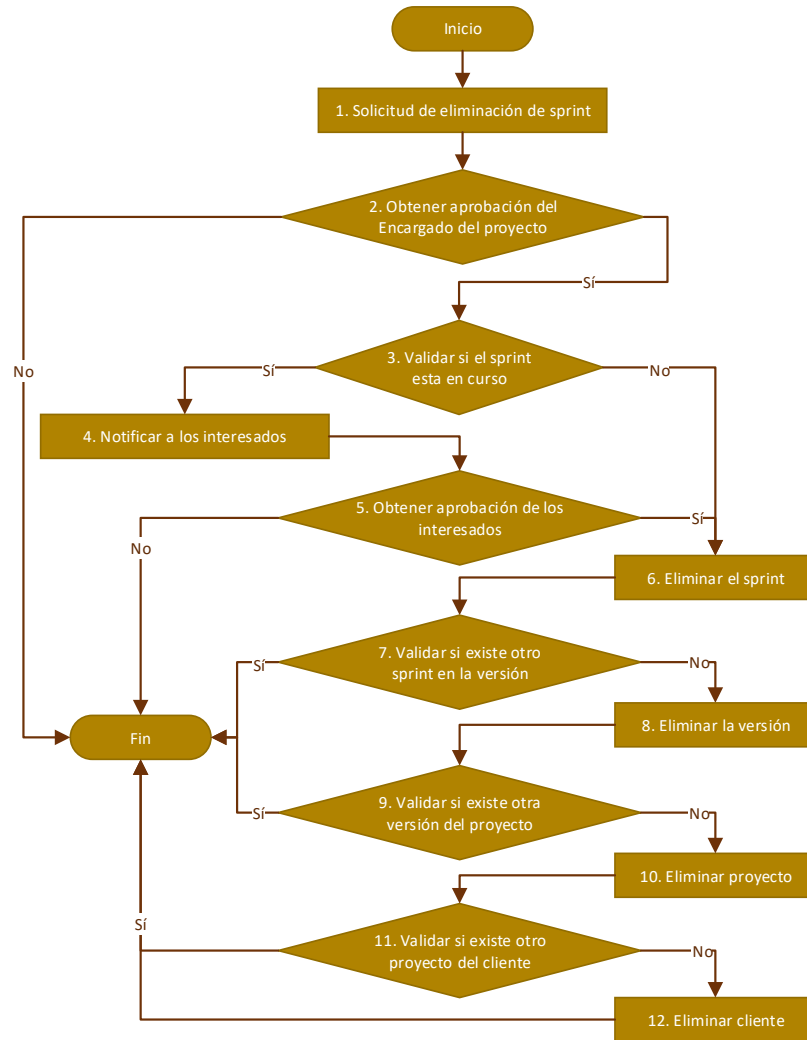 Inicio
1. Solicitud de eliminación de sprint
2. Obtener aprobación del
Encargado del proyecto
Sí
3. Validar si el sprint
esta en curso
No
Sí
No
4. Notificar a los interesados
5. Obtener aprobación de los
interesados
Sí
No
6. Eliminar el sprint
7. Validar si existe otro
sprint en la versión
Sí
No
8. Eliminar la versión
Fin
9. Validar si existe otra
versión del proyecto
Sí
No
10. Eliminar proyecto
11. Validar si existe otro
proyecto del cliente
Sí
No
12. Eliminar cliente